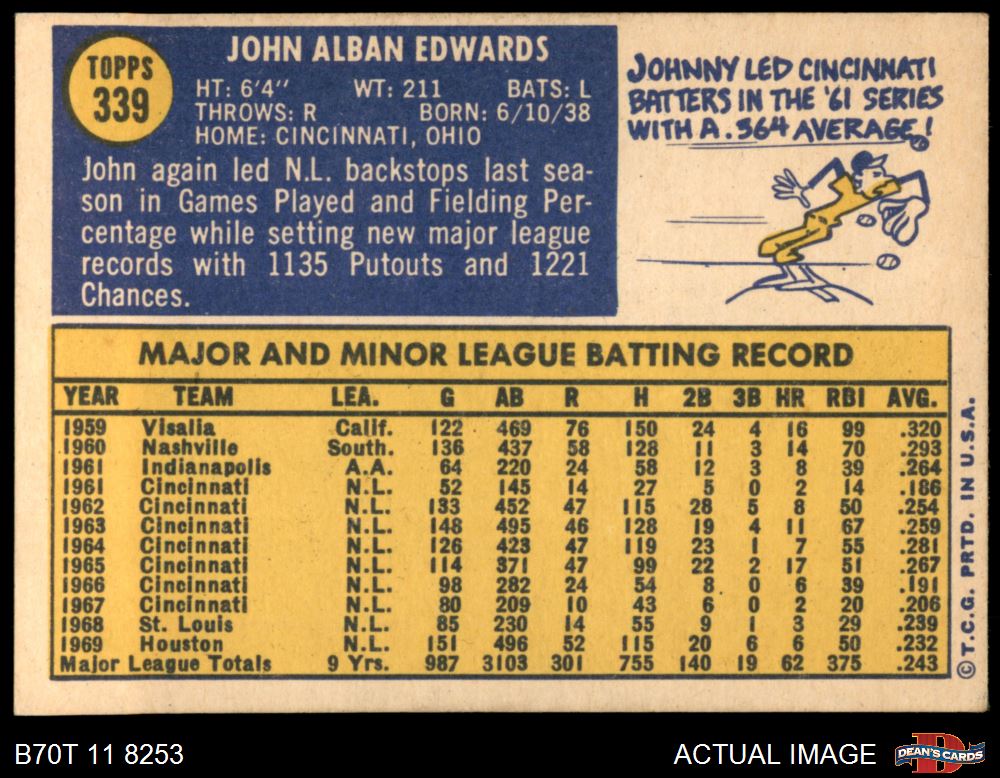 TOPPS
339
JOHN ALBAN EDWARDS
HT: 6'4" WT: 211 BATS: L
THROWS: R BORN: 6/10/38
HOME: CINCINNATI, OHIO
John again led N.L. backstops last sea-
son in Games Played and Fielding Per-
centage while setting new major league
records with 1135 Putouts and 1221
Chances.
JOHNNY LED CINCINNATI
BATTERS IN THE '61 SERIES
WITH A .364 AVERAGE!
MAJOR AND MINOR LEAGUE BATTING RECORD
YEAR TEAM LEA. G AB R H 2B 3B HR RBI AVG.
1959 Visalia Calif. 122 469 76 150 24 4 16 99 .320
1960 Nashville South. 136 437 58 128 11 3 14 70 .293
1961 Indianapolis A.A. 64 220 24 58 12 3 8 39 .264
1961 Cincinnati N.L. 52 145 14 27 5 0 2 14 .186
1962 Cincinnati N.L. 133 452 47 115 28 5 8 50 .254
1963 Cincinnati N.L. 148 495 46 128 19 4 11 67 .259
1964 Cincinnati N.L. 126 423 47 119 23 1 7 55 .281
1965 Cincinnati N.L. 114 371 47 99 22 2 17 51 .267
1966 Cincinnati N.L. 98 282 24 54 8 0 6 39 .191
1967 Cincinnati N.L. 80 209 10 43 6 0 2 20 .206
1968 St. Louis N.L. 85 230 14 55 9 1 3 29 .239
1969 Houston N.L. 151 496 52 115 20 6 6 50 .232
Major League Totals 9 Yrs. 987 3103 301 755 140 19 62 375 .243
© T.C.G. PRTD. IN U.S.A.
B70T 11 8253
ACTUAL IMAGE
D
DEAN'S CARDS